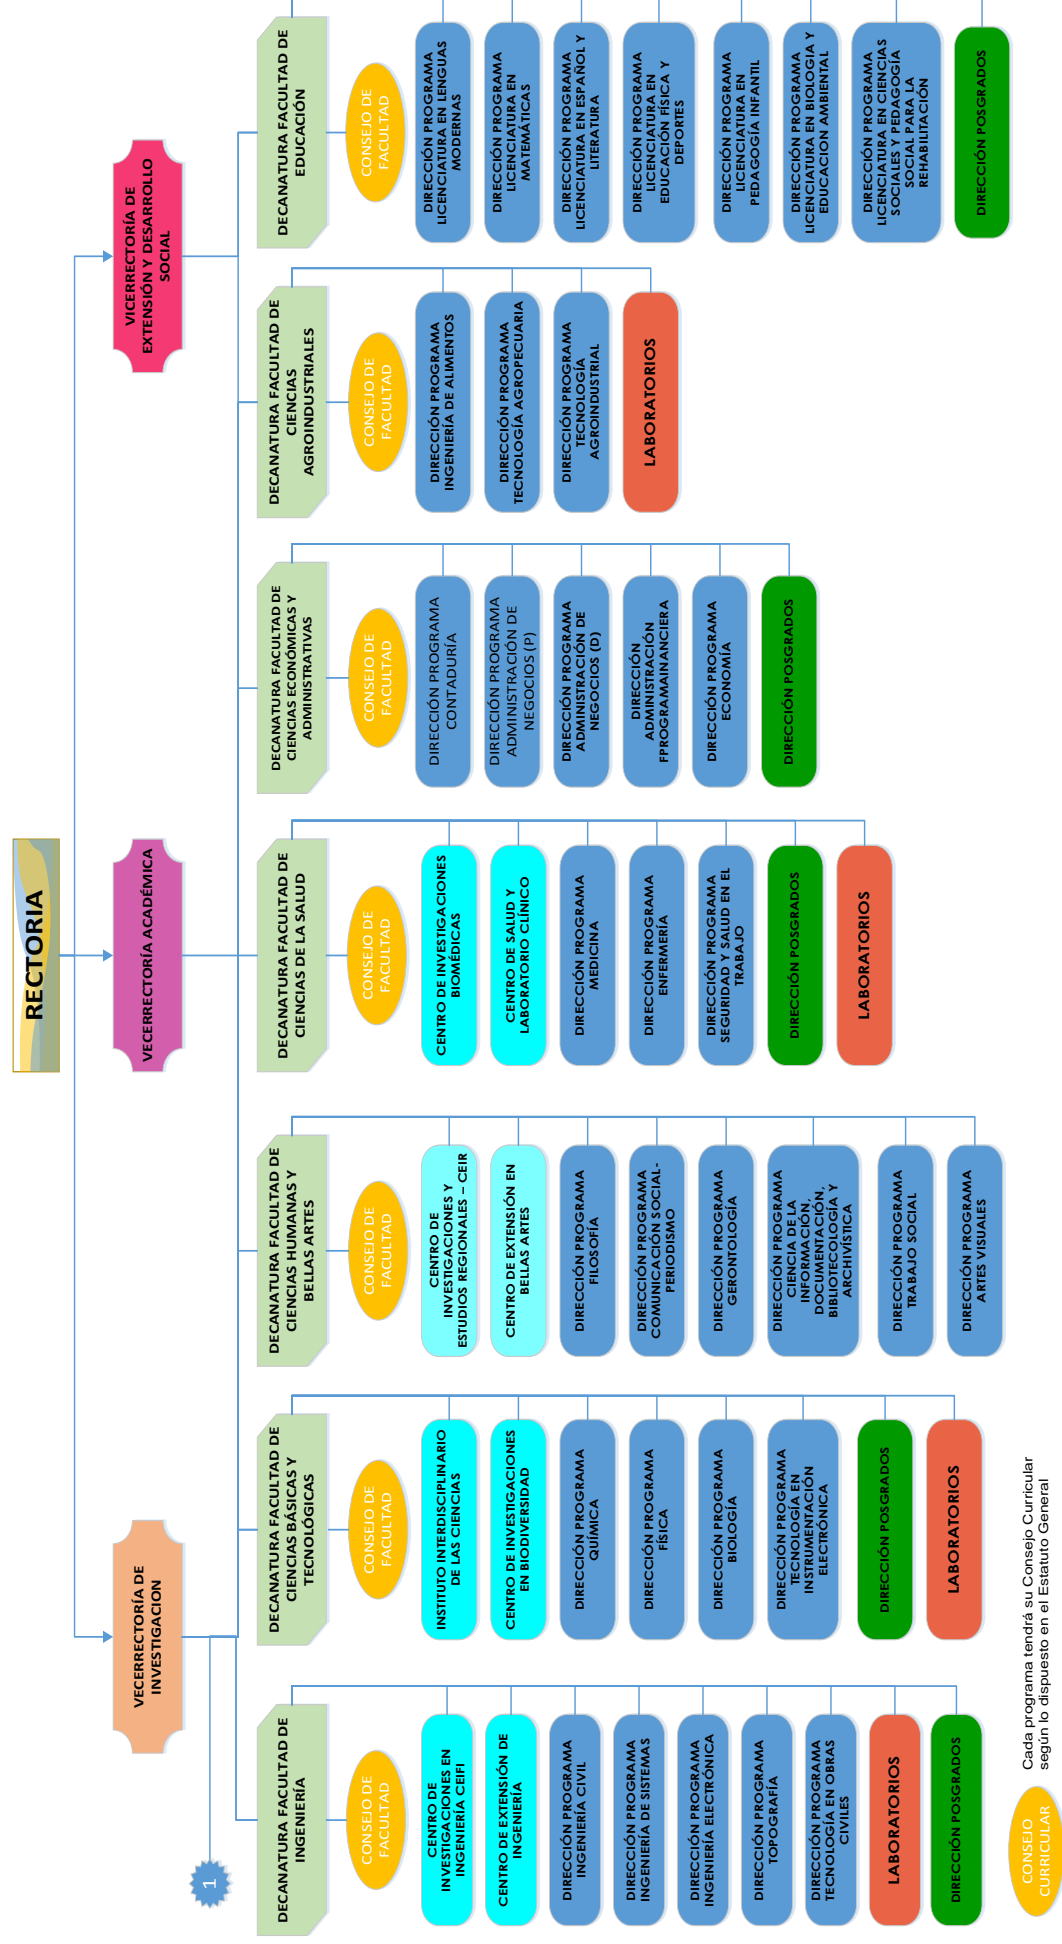 RECTORIA
VECERRECTORÍA DE
INVESTIGACION
VECERRECTORÍA ACADÉMICA
VICERRECTORÍA DE
EXTENSIÓN Y DESARROLLO
SOCIAL
1
DECANATURA FACULTAD DE
INGENIERÍA
CONSEJO DE
FACULTAD
CENTRO DE
INVESTIGACIONES EN
INGENIERÍA CEIFI
CENTRO DE EXTENSIÓN DE
INGENIERÍA
DIRECCIÓN PROGRAMA
INGENIERÍA CIVIL
DIRECCIÓN PROGRAMA
INGENIERÍA DE SISTEMAS
DIRECCIÓN PROGRAMA
INGENIERÍA ELECTRÓNICA
DIRECCIÓN PROGRAMA
TOPOGRAFÍA
DIRECCIÓN PROGRAMA
TECNOLOGÍA EN OBRAS
CIVILES
LABORATORIOS
DIRECCIÓN POSGRADOS
DECANATURA FACULTAD DE
CIENCIAS BÁSICAS Y
TECNOLÓGICAS
CONSEJO DE
FACULTAD
INSTITUTO INTERDISCIPLINARIO
DE LAS CIENCIAS
CENTRO DE INVESTIGACIONES
EN BIODIVERSIDAD
DIRECCIÓN PROGRAMA
QUÍMICA
DIRECCIÓN PROGRAMA
FÍSICA
DIRECCIÓN PROGRAMA
BIOLOGÍA
DIRECCIÓN PROGRAMA
TECNOLOGÍA EN
INSTRUMENTACIÓN
ELECTRÓNICA
DIRECCIÓN POSGRADOS
LABORATORIOS
DECANATURA FACULTAD DE
CIENCIAS HUMANAS Y
BELLAS ARTES
CONSEJO DE
FACULTAD
CENTRO DE
INVESTIGACIONES Y
ESTUDIOS REGIONALES – CEIR
CENTRO DE EXTENSIÓN EN
BELLAS ARTES
DIRECCIÓN PROGRAMA
FILOSOFÍA
DIRECCIÓN PROGRAMA
COMUNICACIÓN SOCIAL-
PERIODISMO
DIRECCIÓN PROGRAMA
GERONTOLOGÍA
DIRECCIÓN PROGRAMA
CIENCIA DE LA
INFORMACIÓN,
DOCUMENTACIÓN,
BIBLIOTECOLOGÍA Y
ARCHIVÍSTICA
DIRECCIÓN PROGRAMA
TRABAJO SOCIAL
DIRECCIÓN PROGRAMA
ARTES VISUALES
DECANATURA FACULTAD DE
CIENCIAS DE LA SALUD
CONSEJO DE
FACULTAD
CENTRO DE INVESTIGACIONES
BIOMÉDICAS
CENTRO DE SALUD Y
LABORATORIO CLÍNICO
DIRECCIÓN PROGRAMA
MEDICINA
DIRECCIÓN PROGRAMA
ENFERMERÍA
DIRECCIÓN PROGRAMA
SEGURIDAD Y SALUD EN EL
TRABAJO
DIRECCIÓN POSGRADOS
LABORATORIOS
DECANATURA FACULTAD DE
CIENCIAS ECONÓMICAS Y
ADMINISTRATIVAS
CONSEJO DE
FACULTAD
DIRECCIÓN PROGRAMA
CONTADURÍA
DIRECCIÓN PROGRAMA
ADMINISTRACIÓN DE
NEGOCIOS (P)
DIRECCIÓN PROGRAMA
ADMINISTRACIÓN DE
NEGOCIOS (D)
DIRECCIÓN
ADMINISTRACIÓN
FPROGRAMAINANCIERA
DIRECCIÓN PROGRAMA
ECONOMÍA
DIRECCIÓN POSGRADOS
DECANATURA FACULTAD DE
CIENCIAS
AGROINDUSTRIALES
CONSEJO DE
FACULTAD
DIRECCIÓN PROGRAMA
INGENIERÍA DE ALIMENTOS
DIRECCIÓN PROGRAMA
TECNOLOGÍA AGROPECUARIA
DIRECCIÓN PROGRAMA
TECNOLOGÍA
AGROINDUSTRIAL
LABORATORIOS
DECANATURA FACULTAD DE
EDUCACIÓN
CONSEJO DE
FACULTAD
DIRECCIÓN PROGRAMA
LICENCIATURA EN LENGUAS
MODERNAS
DIRECCIÓN PROGRAMA
LICENCIATURA EN
MATEMÁTICAS
DIRECCIÓN PROGRAMA
LICENCIATURA EN ESPAÑOL Y
LITERATURA
DIRECCIÓN PROGRAMA
LICENCIATURA EN
EDUCACIÓN FÍSICA Y
DEPORTES
DIRECCIÓN PROGRAMA
LICENCIATURA EN
PEDAGOGÍA INFANTIL
DIRECCIÓN PROGRAMA
LICENCIATURA EN BIOLOGIA Y
EDUCACION AMBIENTAL
DIRECCIÓN PROGRAMA
LICENCIATURA EN CIENCIAS
SOCIALES Y PEDAGOGÍA
SOCIAL PARA LA
REHABILITACIÓN
DIRECCIÓN POSGRADOS
CONSEJO
CURRICULAR
Cada programa tendrá su Consejo Curricular
según lo dispuesto en el Estatuto General